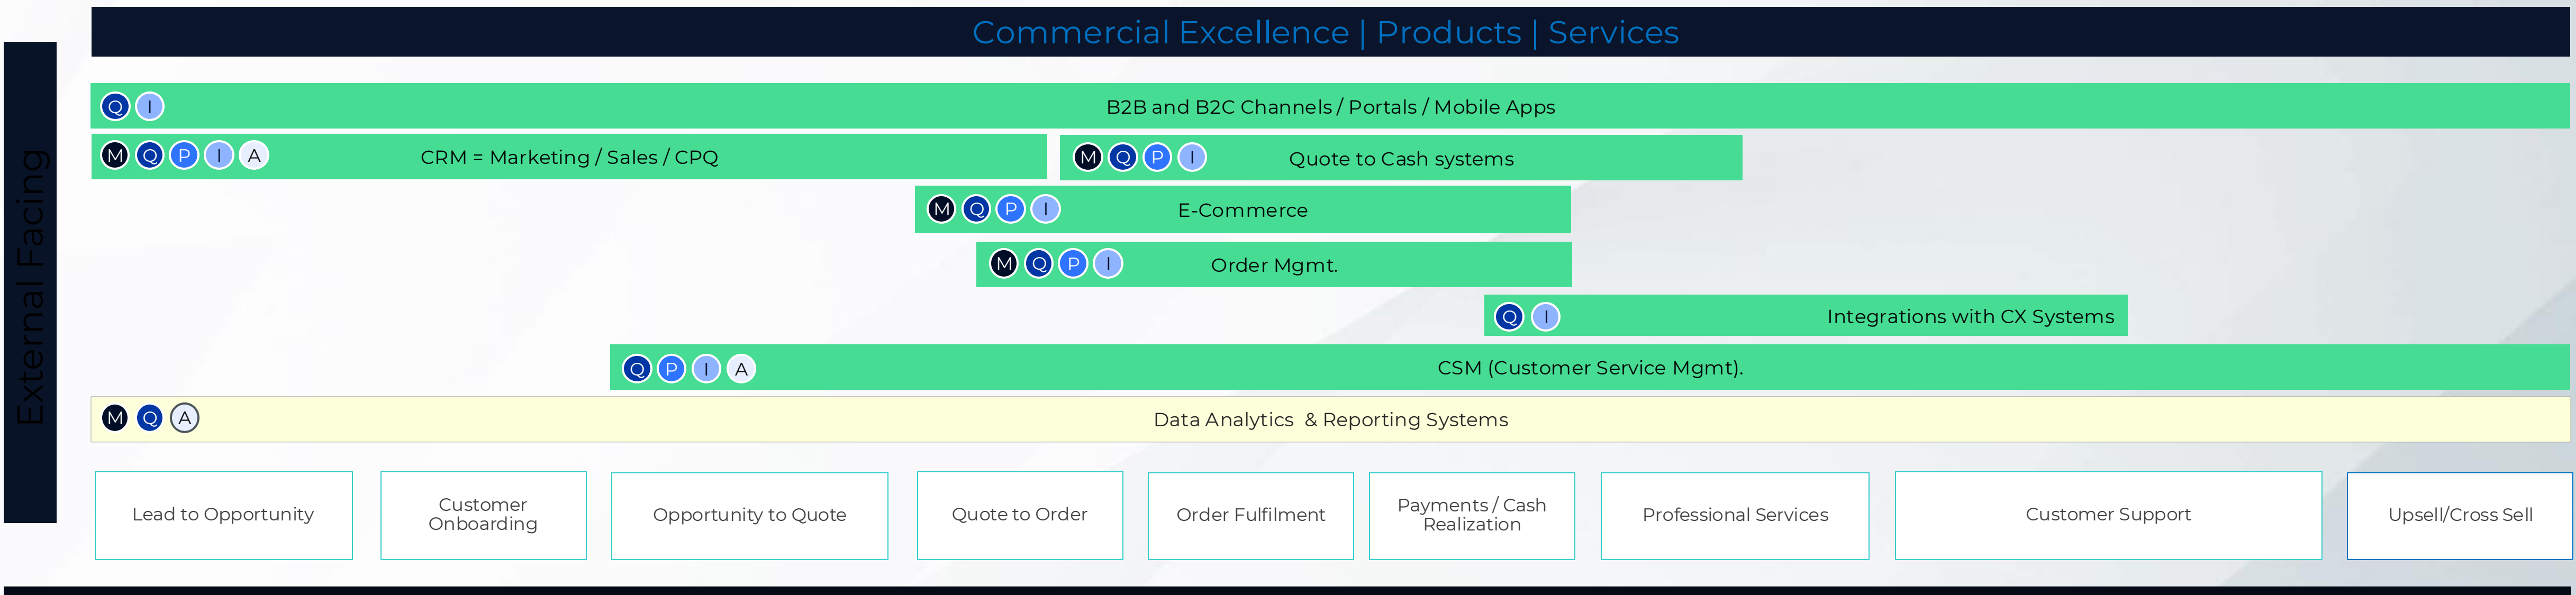 Commercial Excellence | Products | Services
External Facing
Q I B2B and B2C Channels / Portals / Mobile Apps
M Q P I A CRM = Marketing / Sales / CPQ
M Q P I Quote to Cash systems
M Q P I E-Commerce
M Q P I Order Mgmt.
Q I Integrations with CX Systems
Q P I A CSM (Customer Service Mgmt).
M Q A Data Analytics & Reporting Systems
Lead to Opportunity
Customer
Onboarding
Opportunity to Quote
Quote to Order
Order Fulfilment
Payments / Cash
Realization
Professional Services
Customer Support
Upsell/Cross Sell